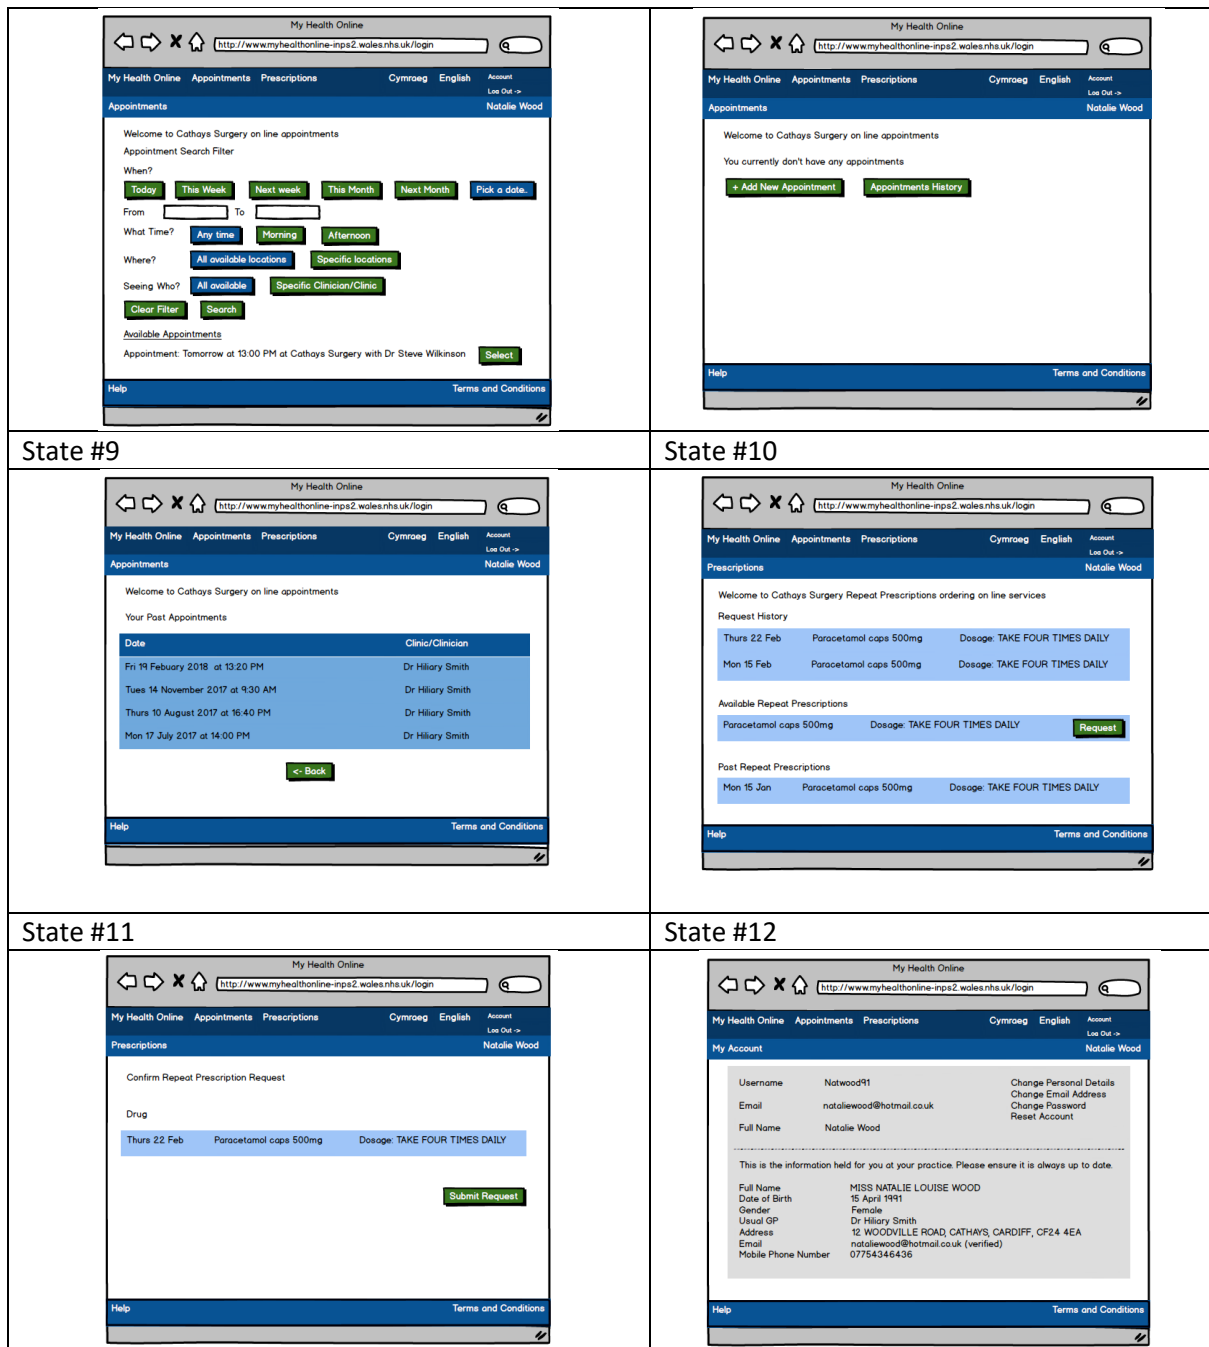 My Health Online
http://www.myhealthonline-inps2.wales.nhs.uk/login
My Health Online Appointments Prescriptions Cymraeg English Account
Log Out ->
Appointments Natalie Wood
Welcome to Cathays Surgery on line appointments
Appointment Search Filter
When?
Today This Week Next week This Month Next Month Pick a date..
From To
What Time? Any time Morning Afternoon
Where? All available locations Specific locations
Seeing Who? All available Specific Clinician/Clinic
Clear Filter Search
Available Appointments
Appointment: Tomorrow at 13:00 PM at Cathays Surgery with Dr Steve Wilkinson Select
Help Terms and Conditions
My Health Online
http://www.myhealthonline-inps2.wales.nhs.uk/login
My Health Online Appointments Prescriptions Cymraeg English Account
Log Out ->
Appointments Natalie Wood
Welcome to Cathays Surgery on line appointments
You currently don't have any appointments
+ Add New Appointment Appointments History
Help Terms and Conditions
State #9 State #10
My Health Online
http://www.myhealthonline-inps2.wales.nhs.uk/login
My Health Online Appointments Prescriptions Cymraeg English Account
Log Out ->
Appointments Natalie Wood
Welcome to Cathays Surgery on line appointments
Your Past Appointments
Date Clinic/Clinician
Fri 19 Febuary 2018 at 13:20 PM Dr Hiliary Smith
Tues 14 November 2017 at 9:30 AM Dr Hiliary Smith
Thurs 10 August 2017 at 16:40 PM Dr Hiliary Smith
Mon 17 July 2017 at 14:00 PM Dr Hiliary Smith
<- Back
Help Terms and Conditions
My Health Online
http://www.myhealthonline-inps2.wales.nhs.uk/login
My Health Online Appointments Prescriptions Cymraeg English Account
Log Out ->
Prescriptions Natalie Wood
Welcome to Cathays Surgery Repeat Prescriptions ordering on line services
Request History
Thurs 22 Feb Paracetamol caps 500mg Dosage: TAKE FOUR TIMES DAILY
Mon 15 Feb Paracetamol caps 500mg Dosage: TAKE FOUR TIMES DAILY
Available Repeat Prescriptions
Paracetamol caps 500mg Dosage: TAKE FOUR TIMES DAILY Request
Past Repeat Prescriptions
Mon 15 Jan Paracetamol caps 500mg Dosage: TAKE FOUR TIMES DAILY
Help Terms and Conditions
State #11 State #12
My Health Online
http://www.myhealthonline-inps2.wales.nhs.uk/login
My Health Online Appointments Prescriptions Cymraeg English Account
Log Out ->
Prescriptions Natalie Wood
Confirm Repeat Prescription Request
Drug
Thurs 22 Feb Paracetamol caps 500mg Dosage: TAKE FOUR TIMES DAILY
Submit Request
Help Terms and Conditions
My Health Online
http://www.myhealthonline-inps2.wales.nhs.uk/login
My Health Online Appointments Prescriptions Cymraeg English Account
Log Out ->
My Account Natalie Wood
Username Natwood91 Change Personal Details
Change Email Address
Email nataliewood@hotmail.co.uk Change Password
Reset Account
Full Name Natalie Wood
This is the information held for you at your practice. Please ensure it is always up to date.
Full Name MISS NATALIE LOUISE WOOD
Date of Birth 15 April 1991
Gender Female
Usual GP Dr Hiliary Smith
Address 12 WOODVILLE ROAD, CATHAYS, CARDIFF, CF24 4EA
Email nataliewood@hotmail.co.uk (verified)
Mobile Phone Number 07754346436
Help Terms and Conditions